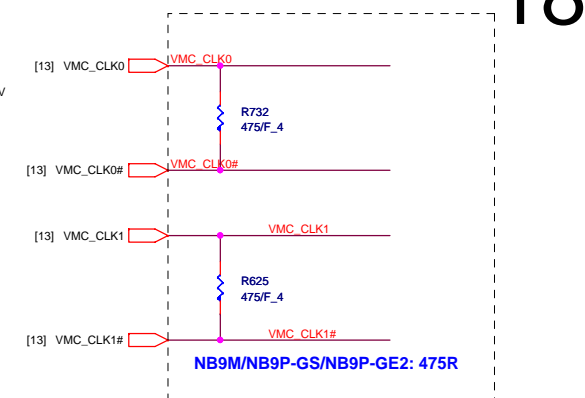 [13] VMC_CLK0 VMC_CLK0
R732
475/F_4
[13] VMC_CLK0# VMC_CLK0#
[13] VMC_CLK1 VMC_CLK1
R625
475/F_4
[13] VMC_CLK1# VMC_CLK1#
NB9M/NB9P-GS/NB9P-GE2: 475R